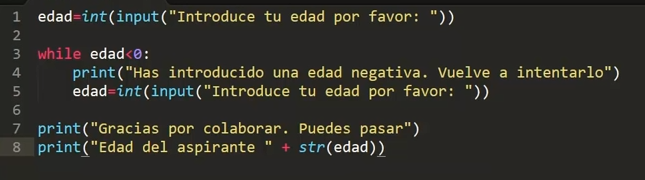 1 edad=int(input("Introduce tu edad por favor: "))
2
3 while edad<0:
4     print("Has introducido una edad negativa. Vuelve a intentarlo")
5     edad=int(input("Introduce tu edad por favor: "))
6
7 print("Gracias por colaborar. Puedes pasar")
8 print("Edad del aspirante " + str(edad))